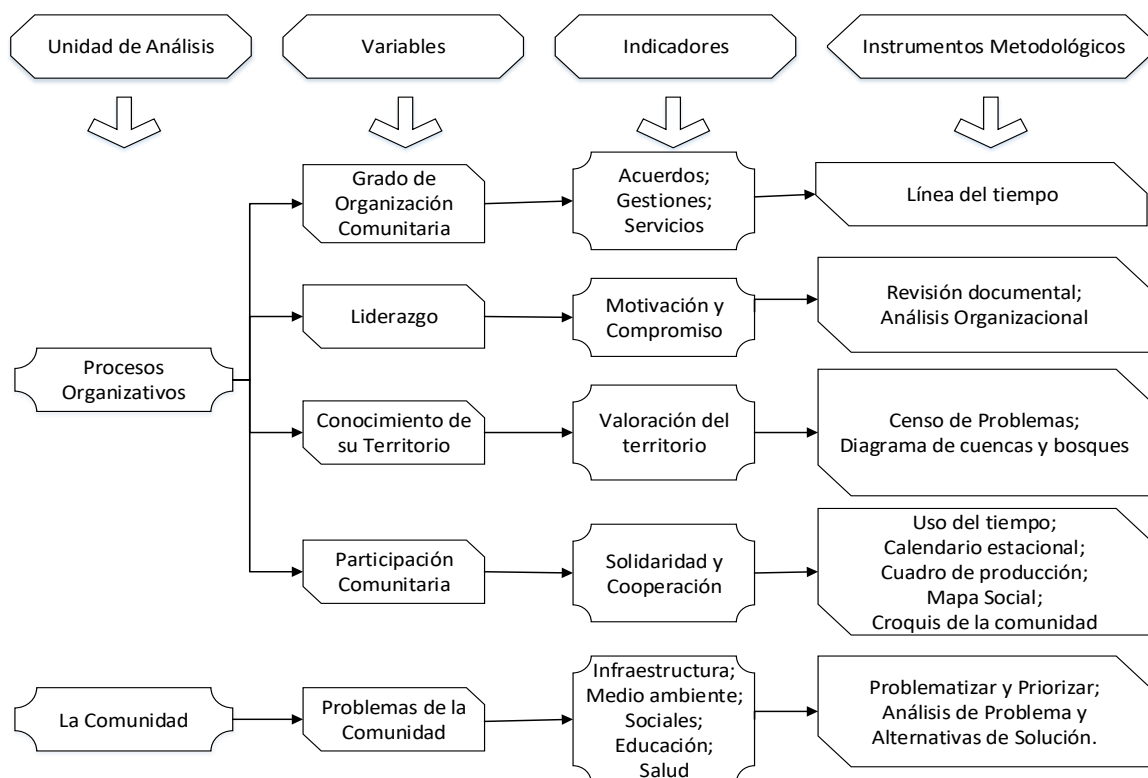 Unidad de Análisis
Variables
Indicadores
Instrumentos Metodológicos
Procesos
Organizativos
Grado de
Organización
Comunitaria
Acuerdos;
Gestiones;
Servicios
Línea del tiempo
Liderazgo
Motivación y
Compromiso
Revisión documental;
Análisis Organizacional
Conocimiento de
su Territorio
Valoración del
territorio
Censo de Problemas;
Diagrama de cuencas y bosques
Participación
Comunitaria
Solidaridad y
Cooperación
Uso del tiempo;
Calendario estacional;
Cuadro de producción;
Mapa Social;
Croquis de la comunidad
La Comunidad
Problemas de la
Comunidad
Infraestructura;
Medio ambiente;
Sociales;
Educación;
Salud
Problematizar y Priorizar;
Análisis de Problema y
Alternativas de Solución.